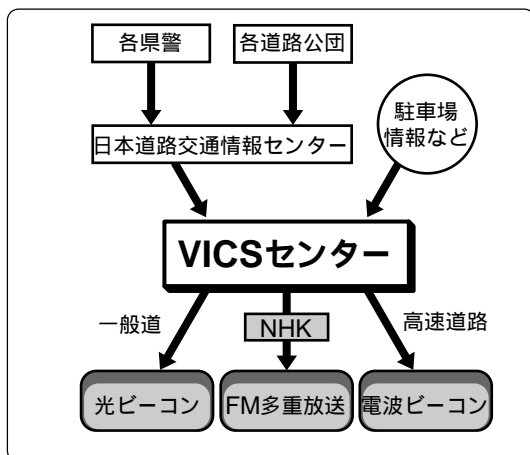 各県警
各道路公団
日本道路交通情報センター
駐車場
情報など
VICSセンター
一般道
NHK
高速道路
光ビーコン
FM多重放送
電波ビーコン